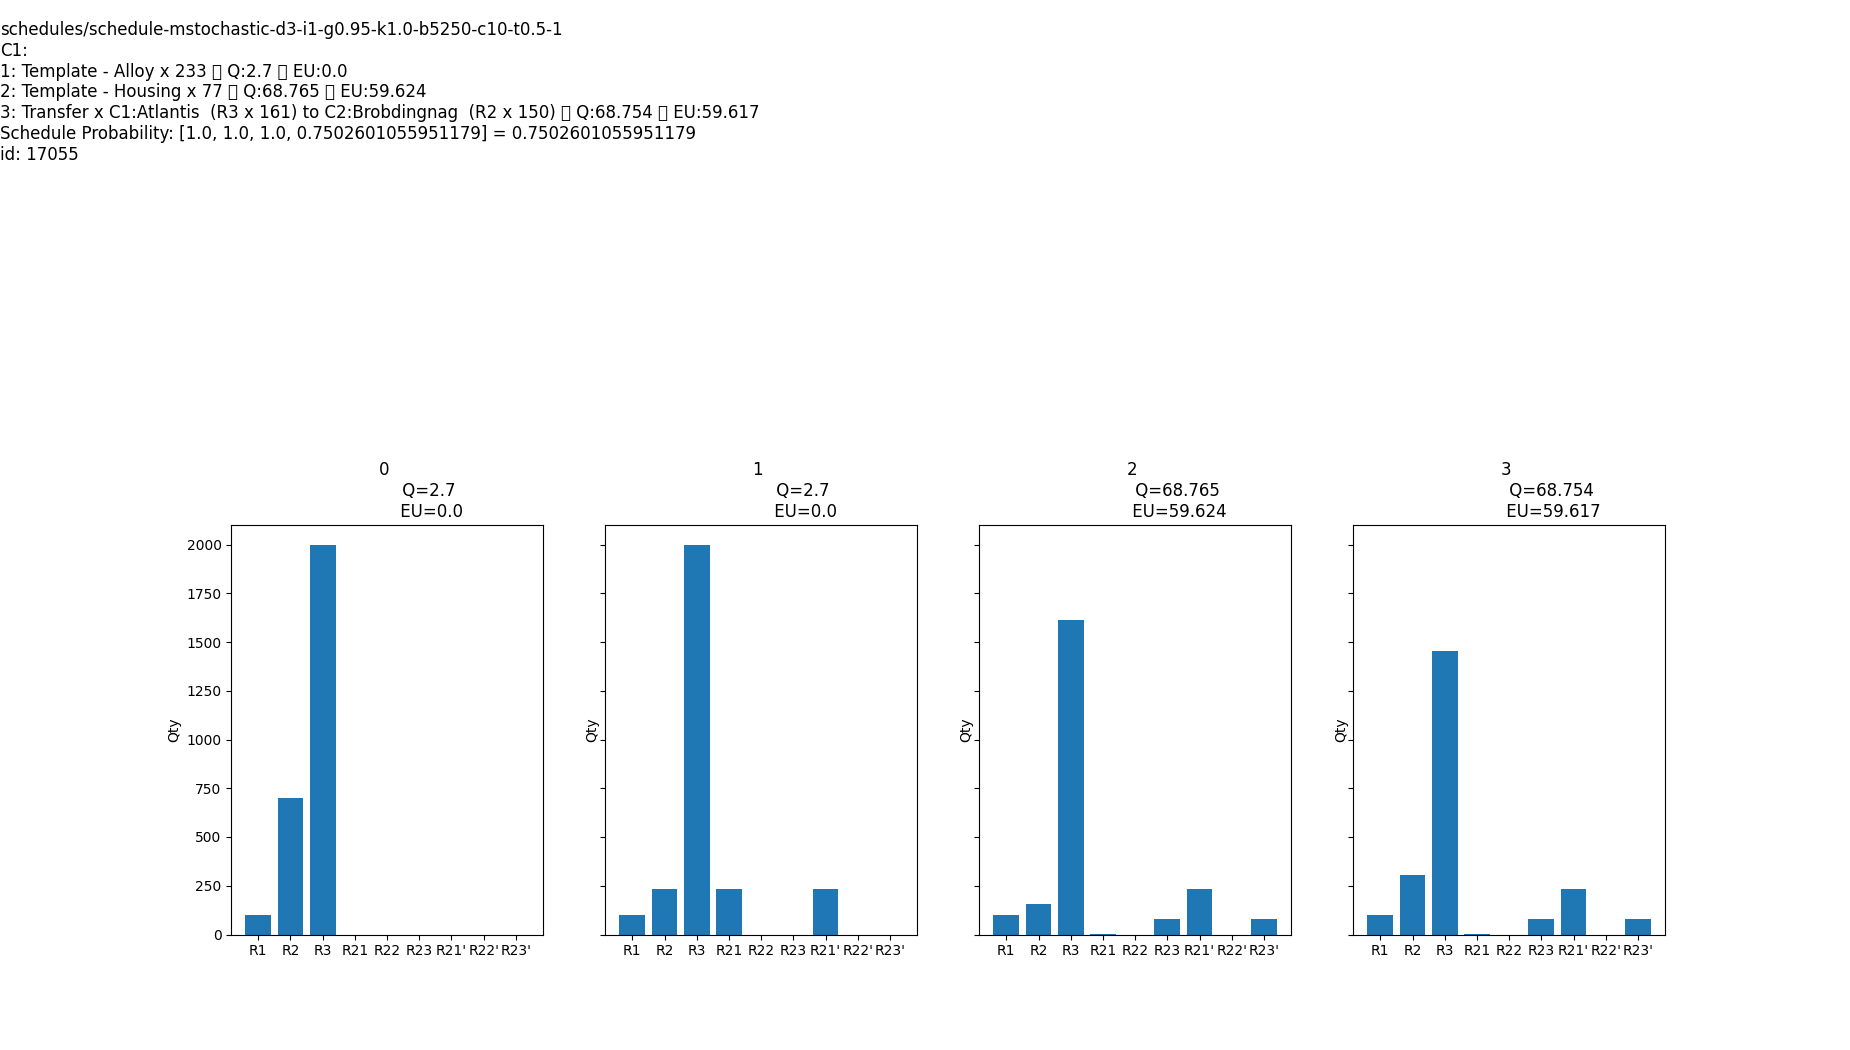 schedules/schedule-mstochastic-d3-i1-g0.95-k1.0-b5250-c10-t0.5-1
C1:
1: Template - Alloy x 233 ▯ Q:2.7 ▯ EU:0.0
2: Template - Housing x 77 ▯ Q:68.765 ▯ EU:59.624
3: Transfer x C1:Atlantis  (R3 x 161) to C2:Brobdingnag  (R2 x 150) ▯ Q:68.754 ▯ EU:59.617
Schedule Probability: [1.0, 1.0, 1.0, 0.7502601055951179] = 0.7502601055951179
id: 17055
0
Q=2.7
EU=0.0
2000
1750
1500
1250
1000
750
500
250
0
Qty
R1 R2 R3 R21 R22 R23 R21' R22' R23'
1
Q=2.7
EU=0.0
Qty
R1 R2 R3 R21 R22 R23 R21' R22' R23'
2
Q=68.765
EU=59.624
Qty
R1 R2 R3 R21 R22 R23 R21' R22' R23'
3
Q=68.754
EU=59.617
Qty
R1 R2 R3 R21 R22 R23 R21' R22' R23'